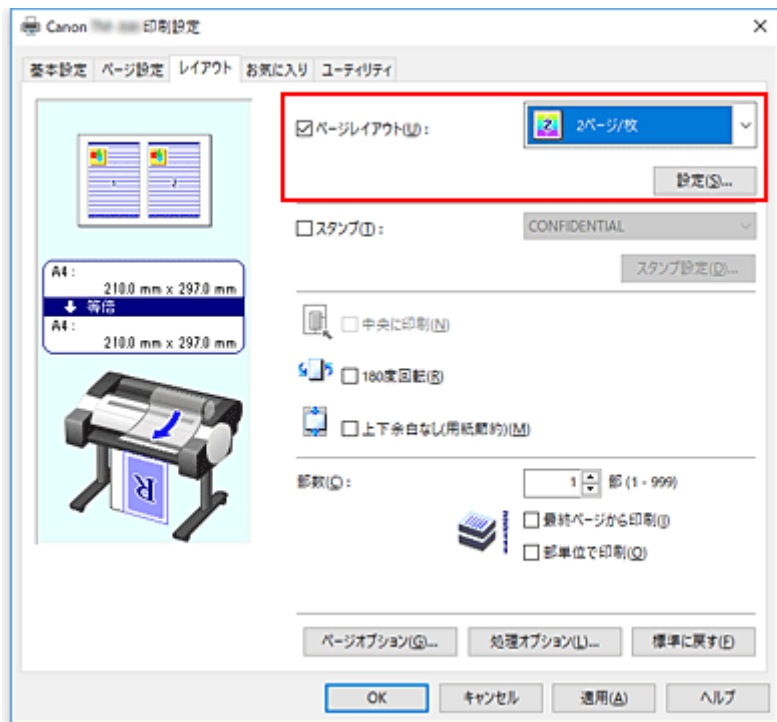 Canon 印刷設定
基本設定 ページ設定 レイアウト お気に入り ユーティリティ
ページレイアウト(U): 2 2ページ/枚
設定(S)...
1 2
スタンプ(T): CONFIDENTIAL
スタンプ設定(D)...
A4:
210.0 mm x 297.0 mm
等倍
A4:
210.0 mm x 297.0 mm
中央に印刷(N)
180度回転(R)
上下余白なし(用紙節約)(M)
R
部数(C): 1 部 (1 - 999)
最終ページから印刷(I)
部単位で印刷(O)
ページオプション(G)... 処理オプション(L)... 標準に戻す(F)
OK キャンセル 適用(A) ヘルプ